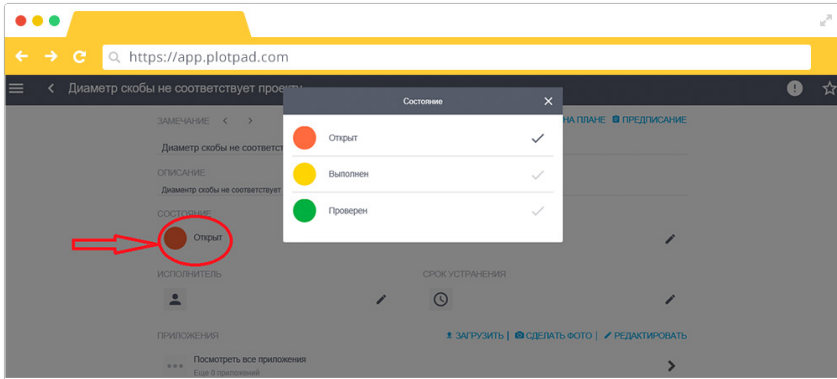 https://app.plotpad.com
Диаметр скобы не соответствует проекту
Состояние
ЗАМЕЧАНИЕ
НА ПЛАНЕ
ПРЕДПИСАНИЕ
Открыт
Диаметр скобы не соответст
ОПИСАНИЕ
Выполнен
Диаментр скобы не соответствует
Проверен
СОСТОЯНИЕ
Открыт
ИСПОЛНИТЕЛЬ
СРОК УСТРАНЕНИЯ
ПРИЛОЖЕНИЯ
ЗАГРУЗИТЬ | СДЕЛАТЬ ФОТО | РЕДАКТИРОВАТЬ
Посмотреть все приложения
Еще 0 приложений